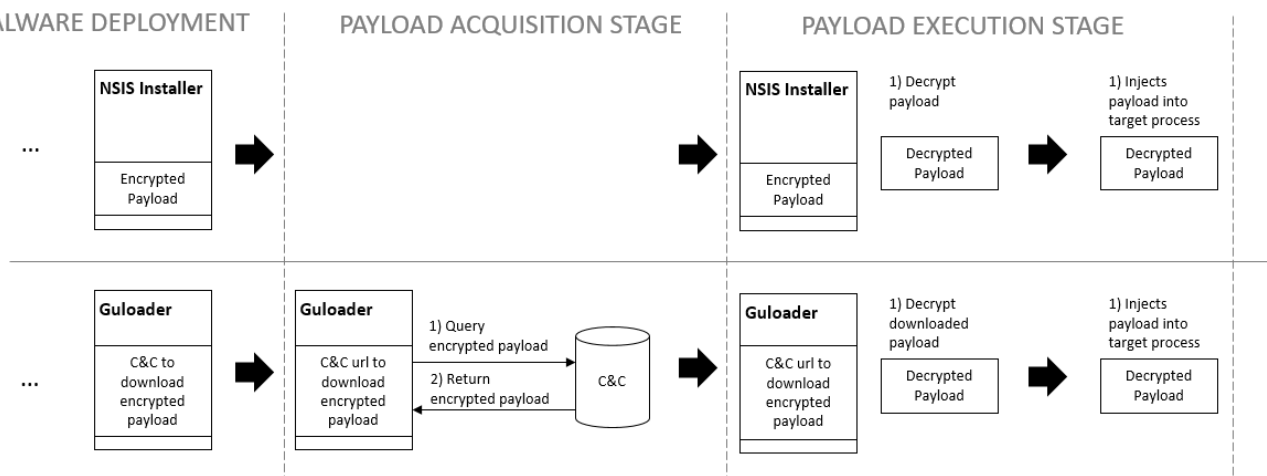 ALWARE DEPLOYMENT
PAYLOAD ACQUISITION STAGE
PAYLOAD EXECUTION STAGE
...
NSIS Installer
Encrypted
Payload
NSIS Installer
Encrypted
Payload
1) Decrypt
payload
Decrypted
Payload
1) Injects
payload into
target process
Decrypted
Payload
...
Guloader
C&C to
download
encrypted
payload
Guloader
C&C url to
download
encrypted
payload
1) Query
encrypted payload
2) Return
encrypted payload
C&C
Guloader
C&C url to
download
encrypted
payload
1) Decrypt
downloaded
payload
Decrypted
Payload
1) Injects
payload into
target process
Decrypted
Payload